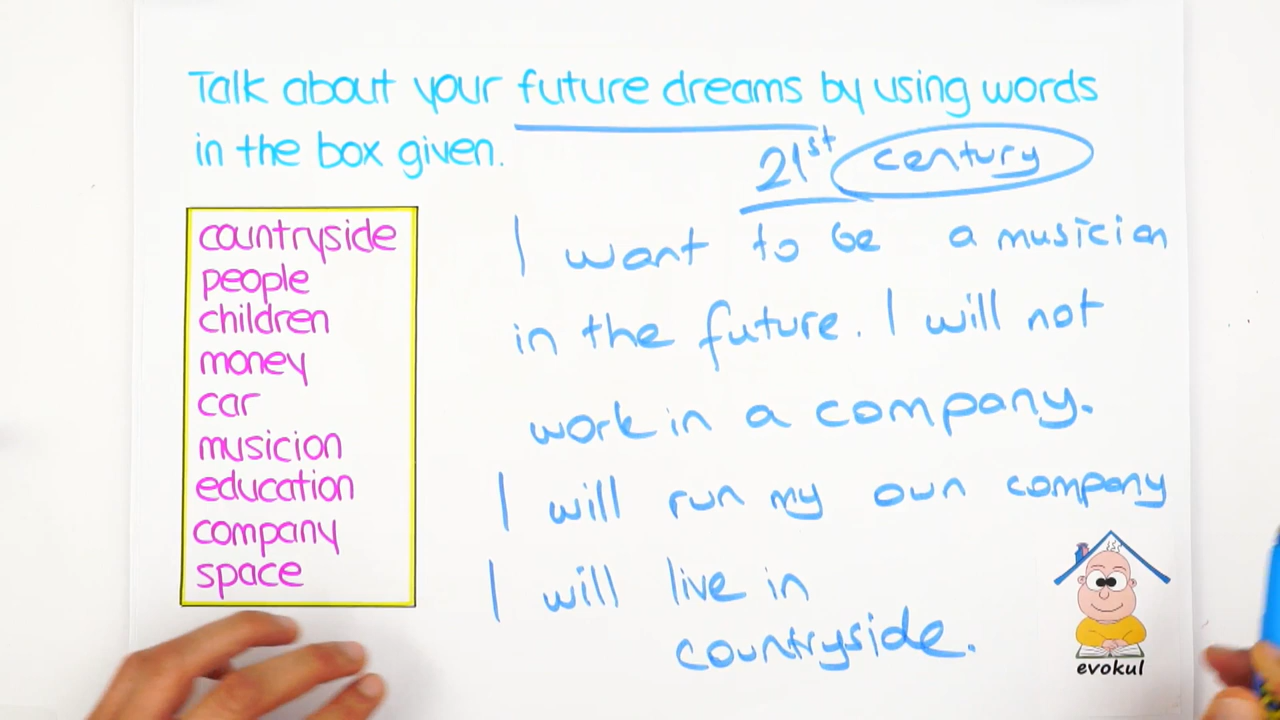 Talk about your future dreams by using words
in the box given.
21st century
countryside
people
children
money
car
musicion
education
company
space
I want to be a musician
in the future. I will not
work in a company.
I will run my own company
I will live in
countryside.
evokul